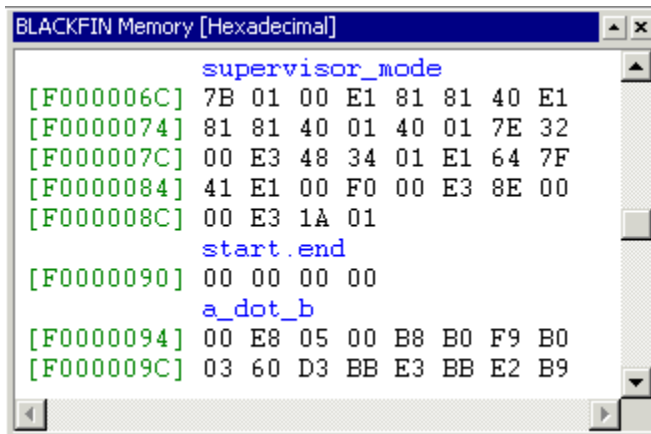 BLACKFIN Memory [Hexadecimal]
supervisor_mode
[F000006C] 7B 01 00 E1 81 81 40 E1
[F0000074] 81 81 40 01 40 01 7E 32
[F000007C] 00 E3 48 34 01 E1 64 7F
[F0000084] 41 E1 00 F0 00 E3 8E 00
[F000008C] 00 E3 1A 01
start.end
[F0000090] 00 00 00 00
a_dot_b
[F0000094] 00 E8 05 00 B8 B0 F9 B0
[F000009C] 03 60 D3 BB E3 BB E2 B9